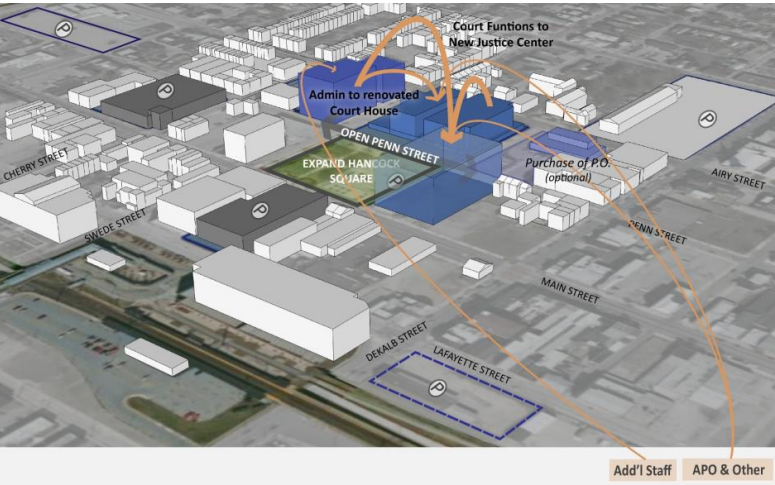 Court Funtions to
New Justice Center
P
P
Admin to renovated
Court House
OPEN PENN STREET
P
EXPAND HANCOCK
SQUARE
P
Purchase of P.O.
(optional)
CHERRY STREET
AIRY STREET
SWEDE STREET
P
PENN STREET
MAIN STREET
DEKALB STREET
LAFAYETTE STREET
P
Add'l Staff
APO & Other